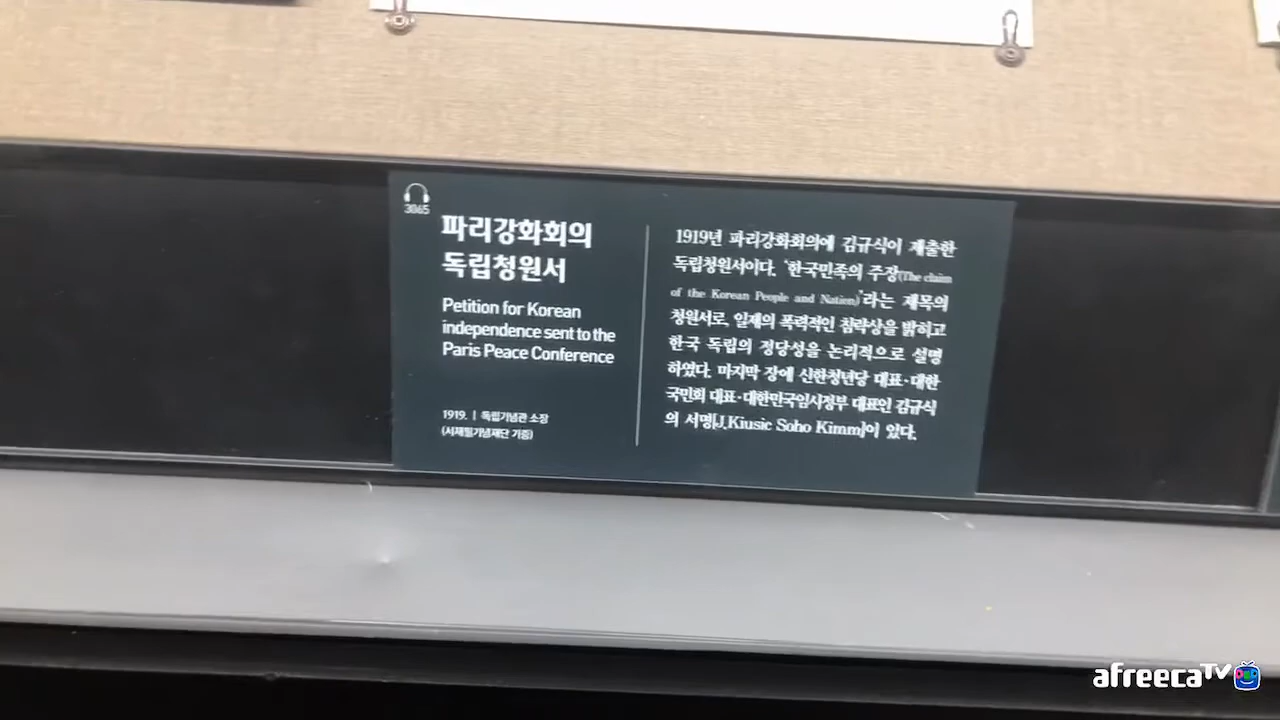 3065
파리강화회의
독립청원서
Petition for Korean
independence sent to the
Paris Peace Conference
1919. | 독립기념관 소장
(서재필기념재단 기증)
1919년 파리강화회의에 김규식이 제출한
독립청원서이다. '한국민족의 주장(The claim
of the Korean People and Nation)'라는 제목의
청원서로, 일제의 폭력적인 침략상을 밝히고
한국 독립의 정당성을 논리적으로 설명
하였다. 마지막 장에 신한청년당 대표·대한
국민회 대표·대한민국임시정부 대표인 김규식
의 서명[J.Kiusic Soho Kimm]이 있다.
afreecaTV